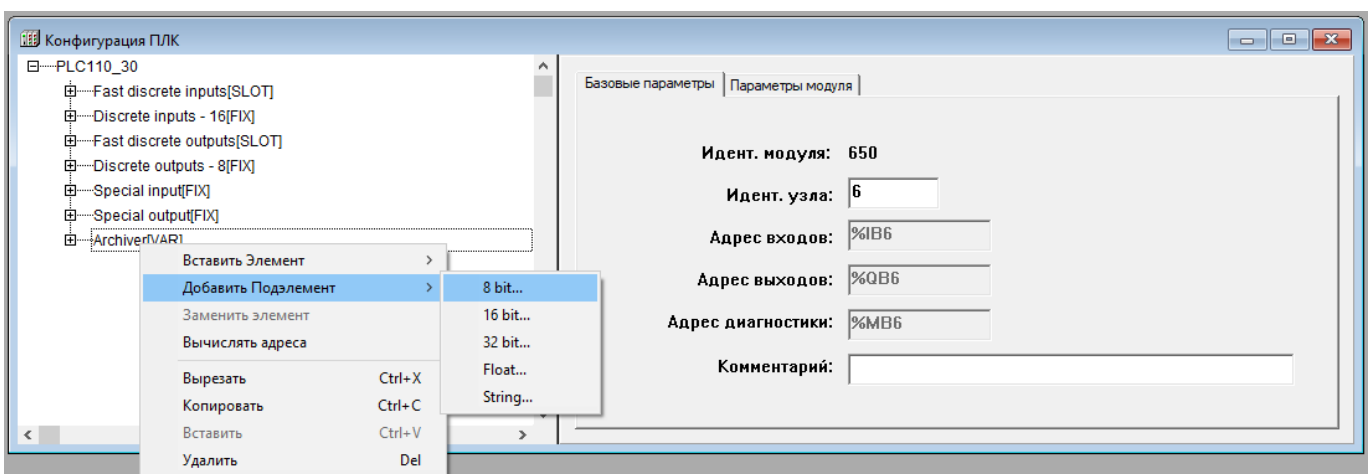 Конфигурация ПЛК
PLC110_30
Fast discrete inputs[SLOT]
Discrete inputs - 16[FIX]
Fast discrete outputs[SLOT]
Discrete outputs - 8[FIX]
Special input[FIX]
Special output[FIX]
Archiver[VAR]
Вставить Элемент
Добавить Подэлемент
Заменить элемент
Вычислять адреса
Вырезать Ctrl+X
Копировать Ctrl+C
Вставить Ctrl+V
Удалить Del
8 bit...
16 bit...
32 bit...
Float...
String...
Базовые параметры Параметры модуля
Идент. модуля: 650
Идент. узла: 6
Адрес входов: %IB6
Адрес выходов: %QB6
Адрес диагностики: %MB6
Комментарий: